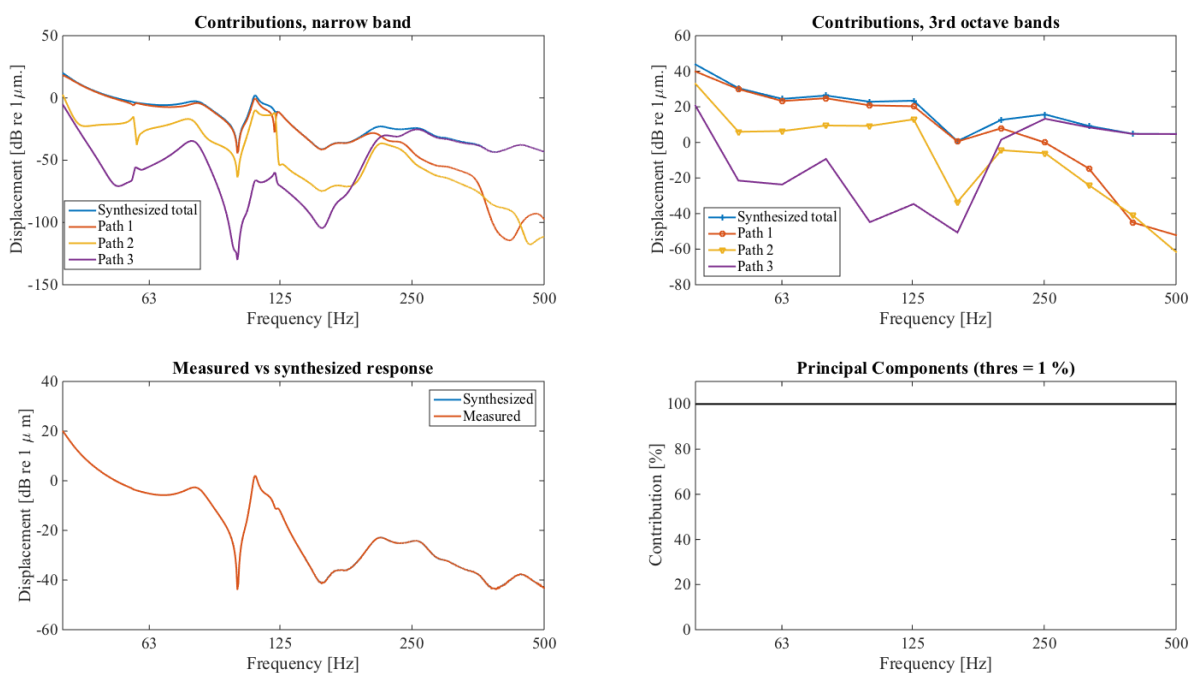 Contributions, narrow band
50
0
-50
-100
-150
Displacement [dB re 1 μm.]
Synthesized total
Path 1
Path 2
Path 3
63
125
250
500
Frequency [Hz]
Contributions, 3rd octave bands
60
40
20
0
-20
-40
-60
-80
Displacement [dB re 1 μm.]
Synthesized total
Path 1
Path 2
Path 3
63
125
250
500
Frequency [Hz]
Measured vs synthesized response
40
20
0
-20
-40
-60
Displacement [dB re 1 μ m]
Synthesized
Measured
63
125
250
500
Frequency [Hz]
Principal Components (thres = 1 %)
100
80
60
40
20
0
Contribution [%]
63
125
250
500
Frequency [Hz]